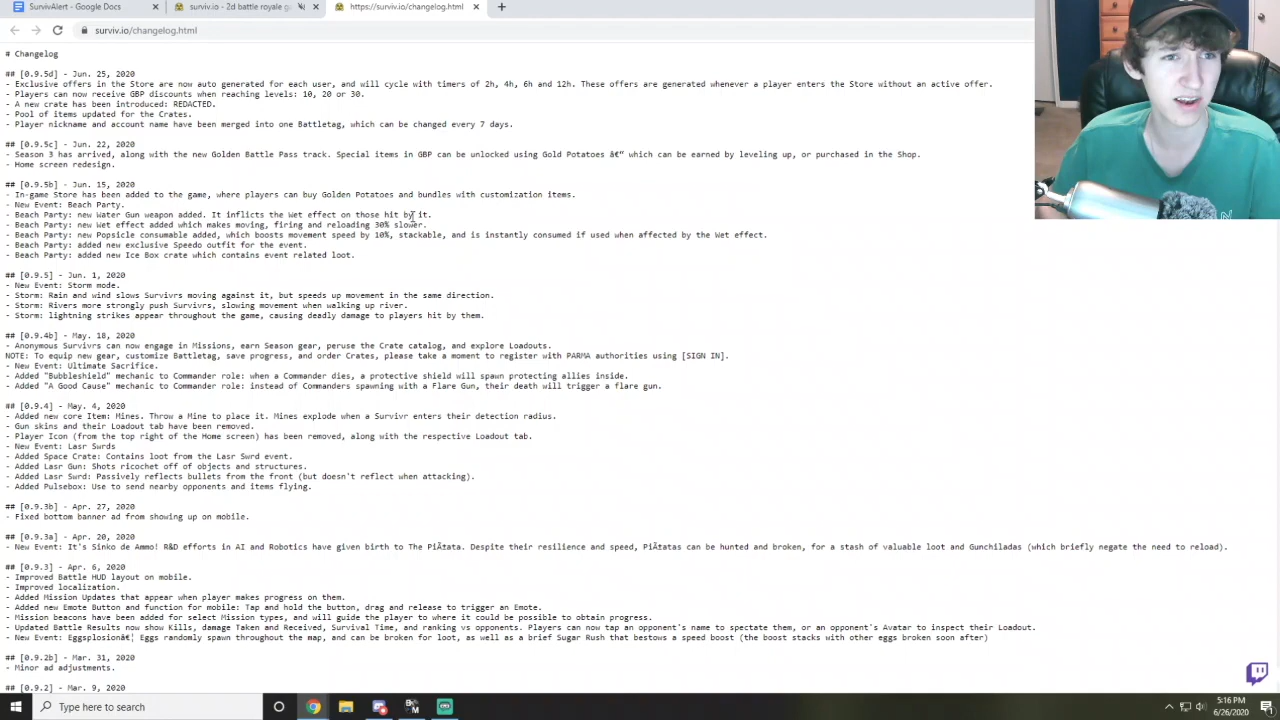 SurvivAlert - Google Docs
surviv.io - 2d battle royale g
https://surviv.io/changelog.html
surviv.io/changelog.html
# Changelog
## [0.9.5d] - Jun. 25, 2020
- Exclusive offers in the Store are now auto generated for each user, and will cycle with timers of 2h, 4h, 6h and 12h. These offers are generated whenever a player enters the Store without an active offer.
- Players can now receive GBP discounts when reaching levels: 10, 20 or 30.
- A new crate has been introduced: REDACTED.
- Pool of items updated for the Crates.
- Player nickname and account name have been merged into one Battletag, which can be changed every 7 days.
## [0.9.5c] - Jun. 22, 2020
- Season 3 has arrived, along with the new Golden Battle Pass track. Special items in GBP can be unlocked using Gold Potatoes â€“ which can be earned by leveling up, or purchased in the Shop.
- Home screen redesign.
## [0.9.5b] - Jun. 15, 2020
- In-game Store has been added to the game, where players can buy Golden Potatoes and bundles with customization items.
- New Event: Beach Party.
- Beach Party: new Water Gun weapon added. It inflicts the Wet effect on those hit by it.
- Beach Party: new Wet effect added which makes moving, firing and reloading 30% slower.
- Beach Party: new Popsicle consumable added, which boosts movement speed by 10%, stackable, and is instantly consumed if used when affected by the Wet effect.
- Beach Party: added new exclusive Speedo outfit for the event.
- Beach Party: added new Ice Box crate which contains event related loot.
## [0.9.5] - Jun. 1, 2020
- New Event: Storm mode.
- Storm: Rain and wind slows Survivrs moving against it, but speeds up movement in the same direction.
- Storm: Rivers more strongly push Survivrs, slowing movement when walking up river.
- Storm: lightning strikes appear throughout the game, causing deadly damage to players hit by them.
## [0.9.4b] - May. 18, 2020
- Anonymous Survivrs can now engage in Missions, earn Season gear, peruse the Crate catalog, and explore Loadouts.
NOTE: To equip new gear, customize Battletag, save progress, and order Crates, please take a moment to register with PARMA authorities using [SIGN IN].
- New Event: Ultimate Sacrifice.
- Added "Bubbleshield" mechanic to Commander role: when a Commander dies, a protective shield will spawn protecting allies inside.
- Added "A Good Cause" mechanic to Commander role: instead of Commanders spawning with a Flare Gun, their death will trigger a flare gun.
## [0.9.4] - May. 4, 2020
- Added new core Item: Mines. Throw a Mine to place it. Mines explode when a Survivr enters their detection radius.
- Gun skins and their Loadout tab have been removed.
- Player Icon (from the top right of the Home screen) has been removed, along with the respective Loadout tab.
- New Event: Lasr Swrds
- Added Space Crate: Contains loot from the Lasr Swrd event.
- Added Lasr Gun: Shots ricochet off of objects and structures.
- Added Lasr Swrd: Passively reflects bullets from the front (but doesn't reflect when attacking).
- Added Pulsebox: Use to send nearby opponents and items flying.
## [0.9.3b] - Apr. 27, 2020
- Fixed bottom banner ad from showing up on mobile.
## [0.9.3a] - Apr. 20, 2020
- New Event: It's Sinko de Ammo! R&D efforts in AI and Robotics have given birth to The PiÃ±ata. Despite their resilience and speed, PiÃ±atas can be hunted and broken, for a stash of valuable loot and Gunchiladas (which briefly negate the need to reload).
## [0.9.3] - Apr. 6, 2020
- Improved Battle HUD layout on mobile.
- Improved localization.
- Added Mission Updates that appear when player makes progress on them.
- Added new Emote Button and function for mobile: Tap and hold the button, drag and release to trigger an Emote.
- Mission beacons have been added for select Mission types, and will guide the player to where it could be possible to obtain progress.
- Updated Battle Results now show Kills, damage Taken and Received, Survival Time, and ranking vs opponents. Players can now tap an opponent's name to spectate them, or an opponent's Avatar to inspect their Loadout.
- New Event: Eggsplosionâ€¦ Eggs randomly spawn throughout the map, and can be broken for loot, as well as a brief Sugar Rush that bestows a speed boost (the boost stacks with other eggs broken soon after)
## [0.9.2b] - Mar. 31, 2020
- Minor ad adjustments.
## [0.9.2] - Mar. 9, 2020
Type here to search
5:16 PM
6/26/2020